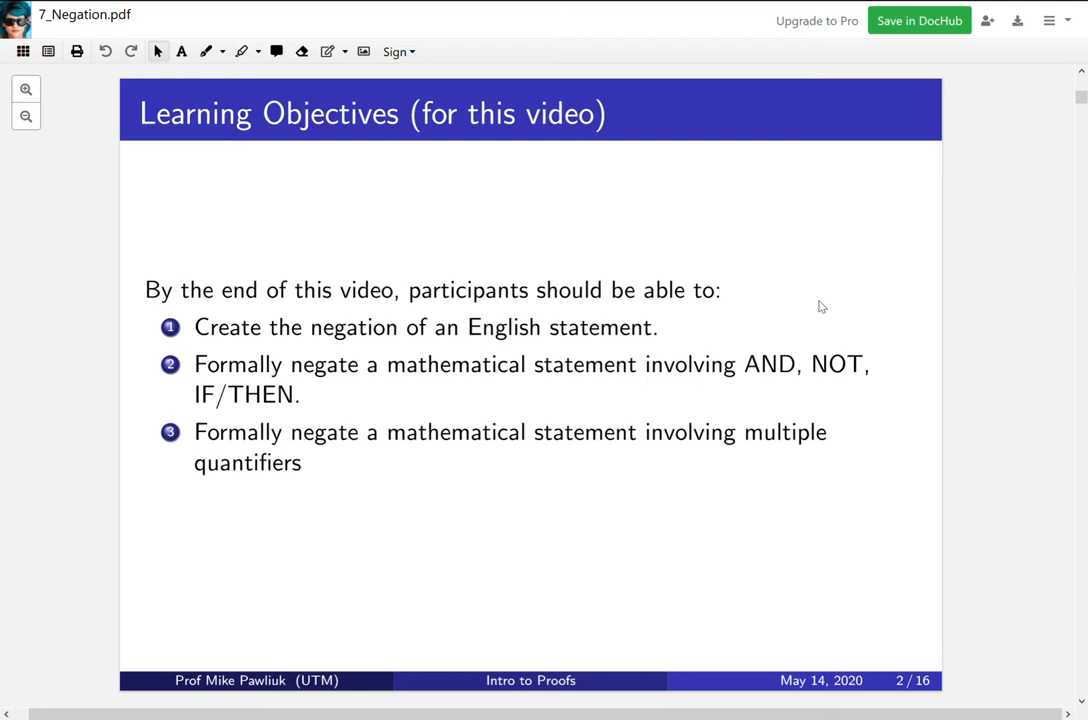 7_Negation.pdf
Upgrade to Pro
Save in DocHub
A
Sign
Learning Objectives (for this video)
By the end of this video, participants should be able to:
1 Create the negation of an English statement.
2 Formally negate a mathematical statement involving AND, NOT,
IF/THEN.
3 Formally negate a mathematical statement involving multiple
quantifiers
Prof Mike Pawliuk (UTM) Intro to Proofs May 14, 2020 2 / 16